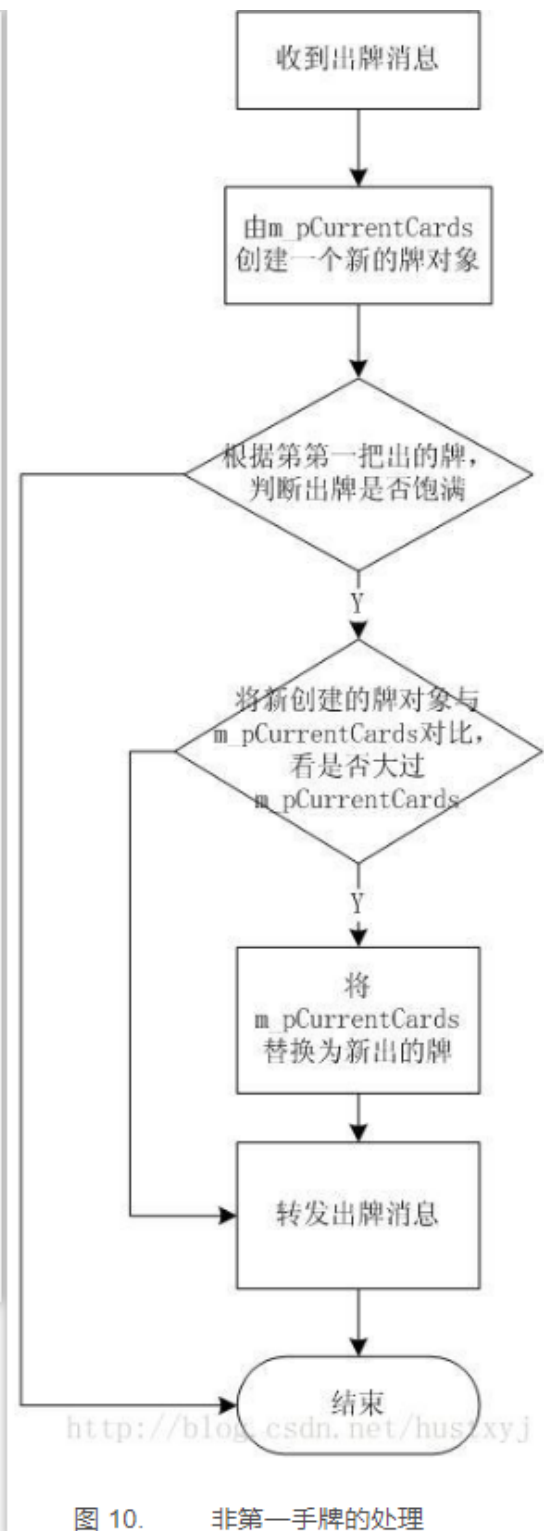 收到出牌消息
由m_pCurrentCards
创建一个新的牌对象
根据第第一把出的牌，
判断出牌是否饱满
Y
将新创建的牌对象与
m_pCurrentCards对比，
看是否大过
m_pCurrentCards
Y
将
m_pCurrentCards
替换为新出的牌
转发出牌消息
结束
http://blog.csdn.net/hustxyj
图 10. 非第一手牌的处理